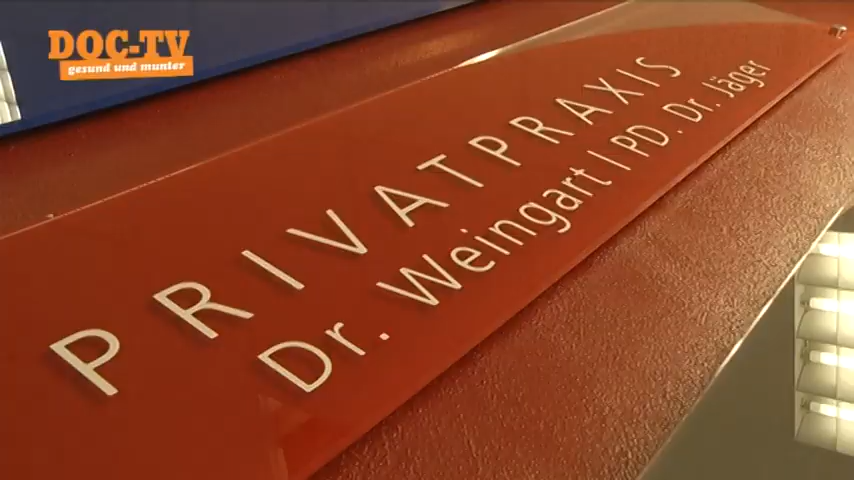 DOC-TV
gesund und munter
PRIVATPRAXIS
Dr. Weingart I PD. Dr. Jäger